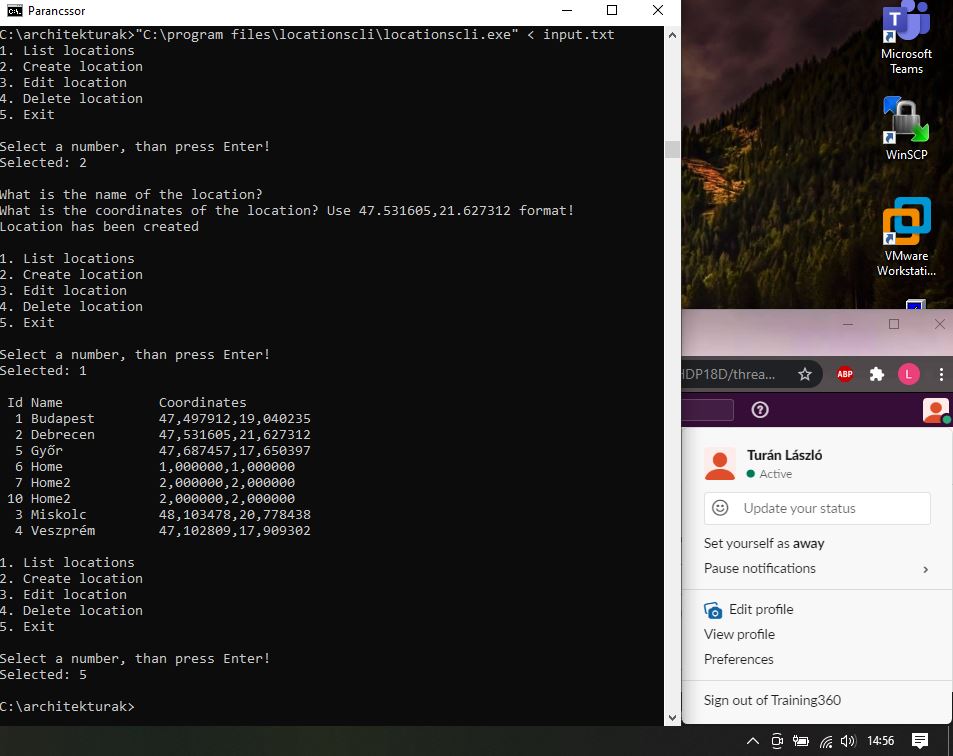 Parancssor
C:\architekturak>"C:\program files\locationscli\locationscli.exe" < input.txt
1. List locations
2. Create location
3. Edit location
4. Delete location
5. Exit
Select a number, than press Enter!
Selected: 2
What is the name of the location?
What is the coordinates of the location? Use 47.531605,21.627312 format!
Location has been created
1. List locations
2. Create location
3. Edit location
4. Delete location
5. Exit
Select a number, than press Enter!
Selected: 1
Id Name Coordinates
1 Budapest 47,497912,19,040235
2 Debrecen 47,531605,21,627312
5 Győr 47,687457,17,650397
6 Home 1,000000,1,000000
7 Home2 2,000000,2,000000
10 Home2 2,000000,2,000000
3 Miskolc 48,103478,20,778438
4 Veszprém 47,102809,17,909302
1. List locations
2. Create location
3. Edit location
4. Delete location
5. Exit
Select a number, than press Enter!
Selected: 5
C:\architekturak>
Microsoft
Teams
WinSCP
VMware
Workstati...
HDP18D/threa...
ABP
L
Turán László
Active
Update your status
Set yourself as away
Pause notifications
Edit profile
View profile
Preferences
Sign out of Training360
14:56